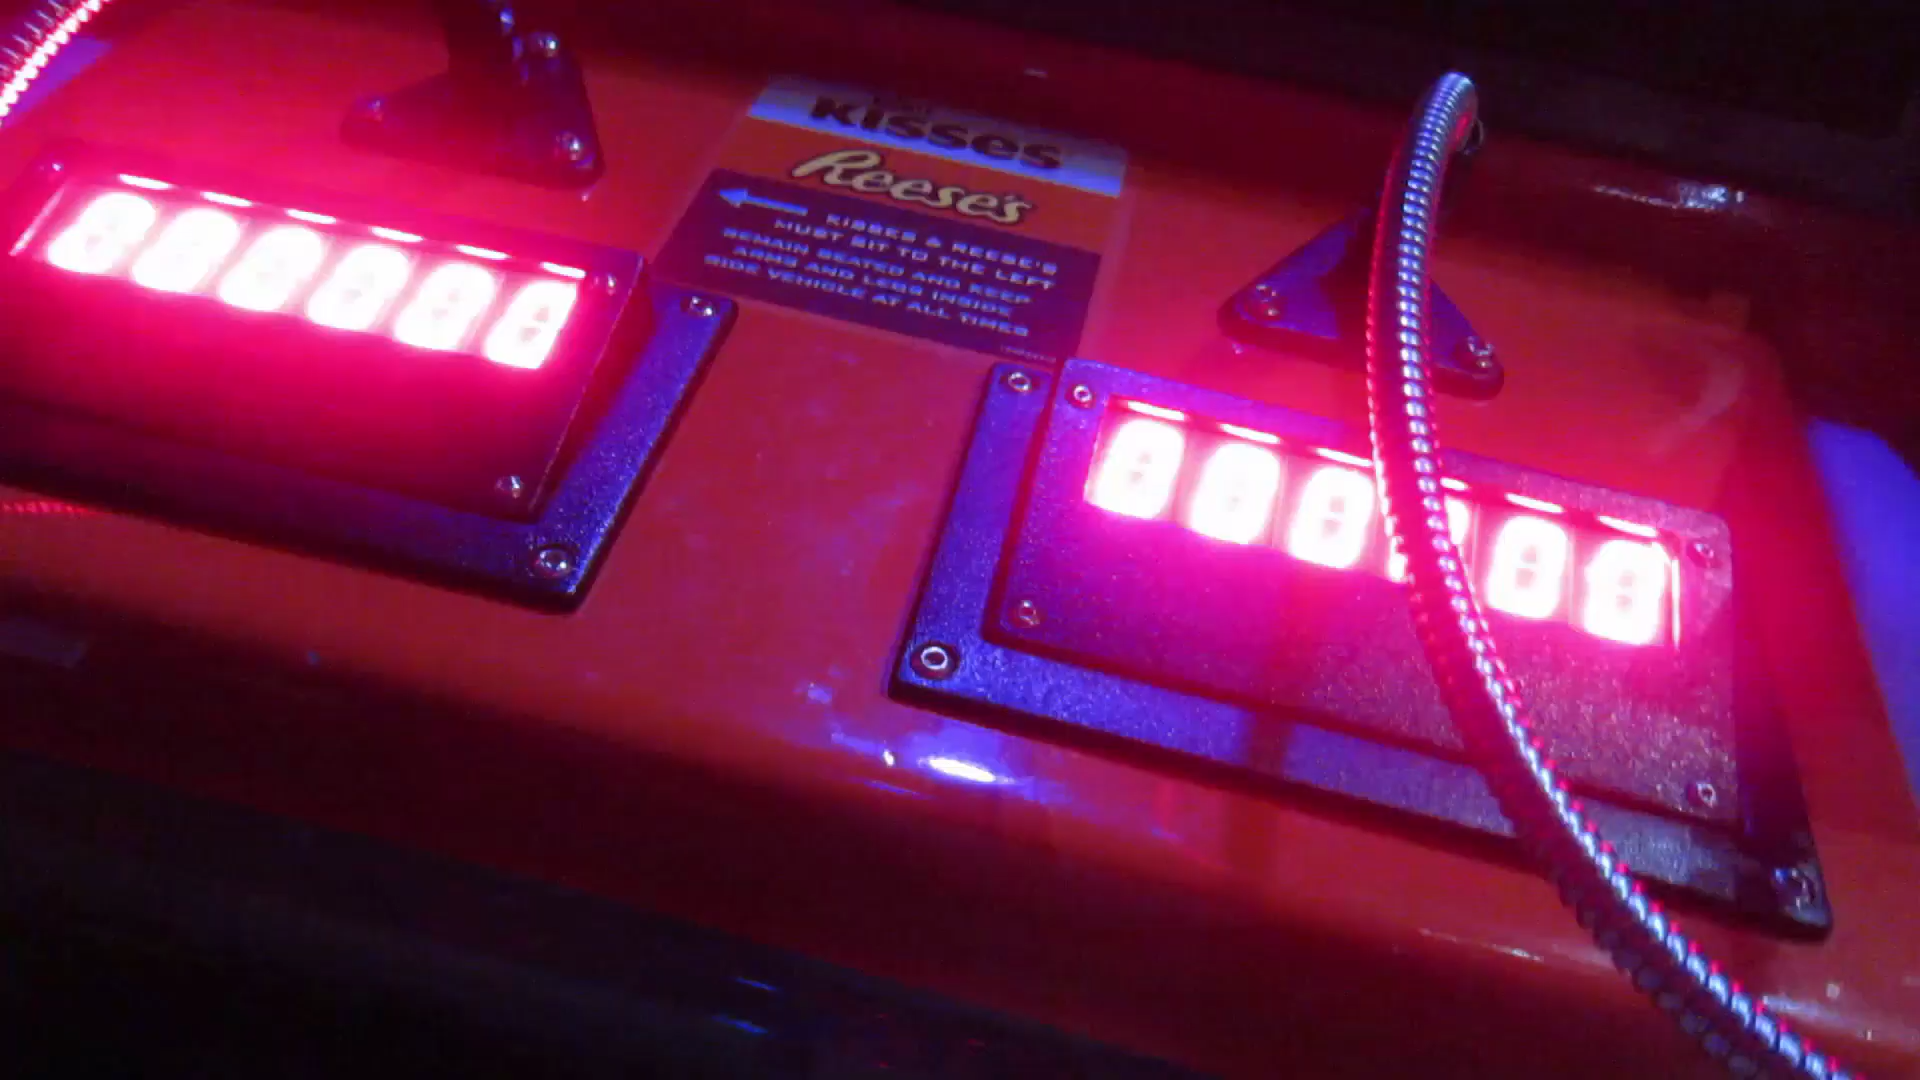 Kisses
Reese's
KISSES & REESE'S
MUST SIT TO THE LEFT
REMAIN SEATED AND KEEP
ARMS AND LEGS INSIDE
RIDE VEHICLE AT ALL TIMES